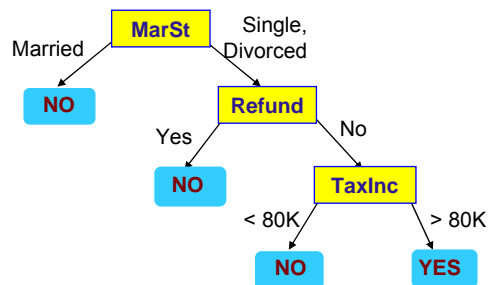 MarSt
Single,
Divorced
Married
NO
Refund
Yes
No
NO
TaxInc
< 80K
> 80K
NO
YES